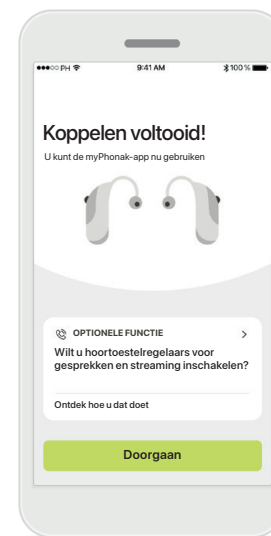 ●●●○○ PH 9:41 AM 100 %
Koppelen voltooid!
U kunt de myPhonak-app nu gebruiken
OPTIONELE FUNCTIE
Wilt u hoortoestelregelaars voor
gesprekken en streaming inschakelen?
Ontdek hoe u dat doet
Doorgaan